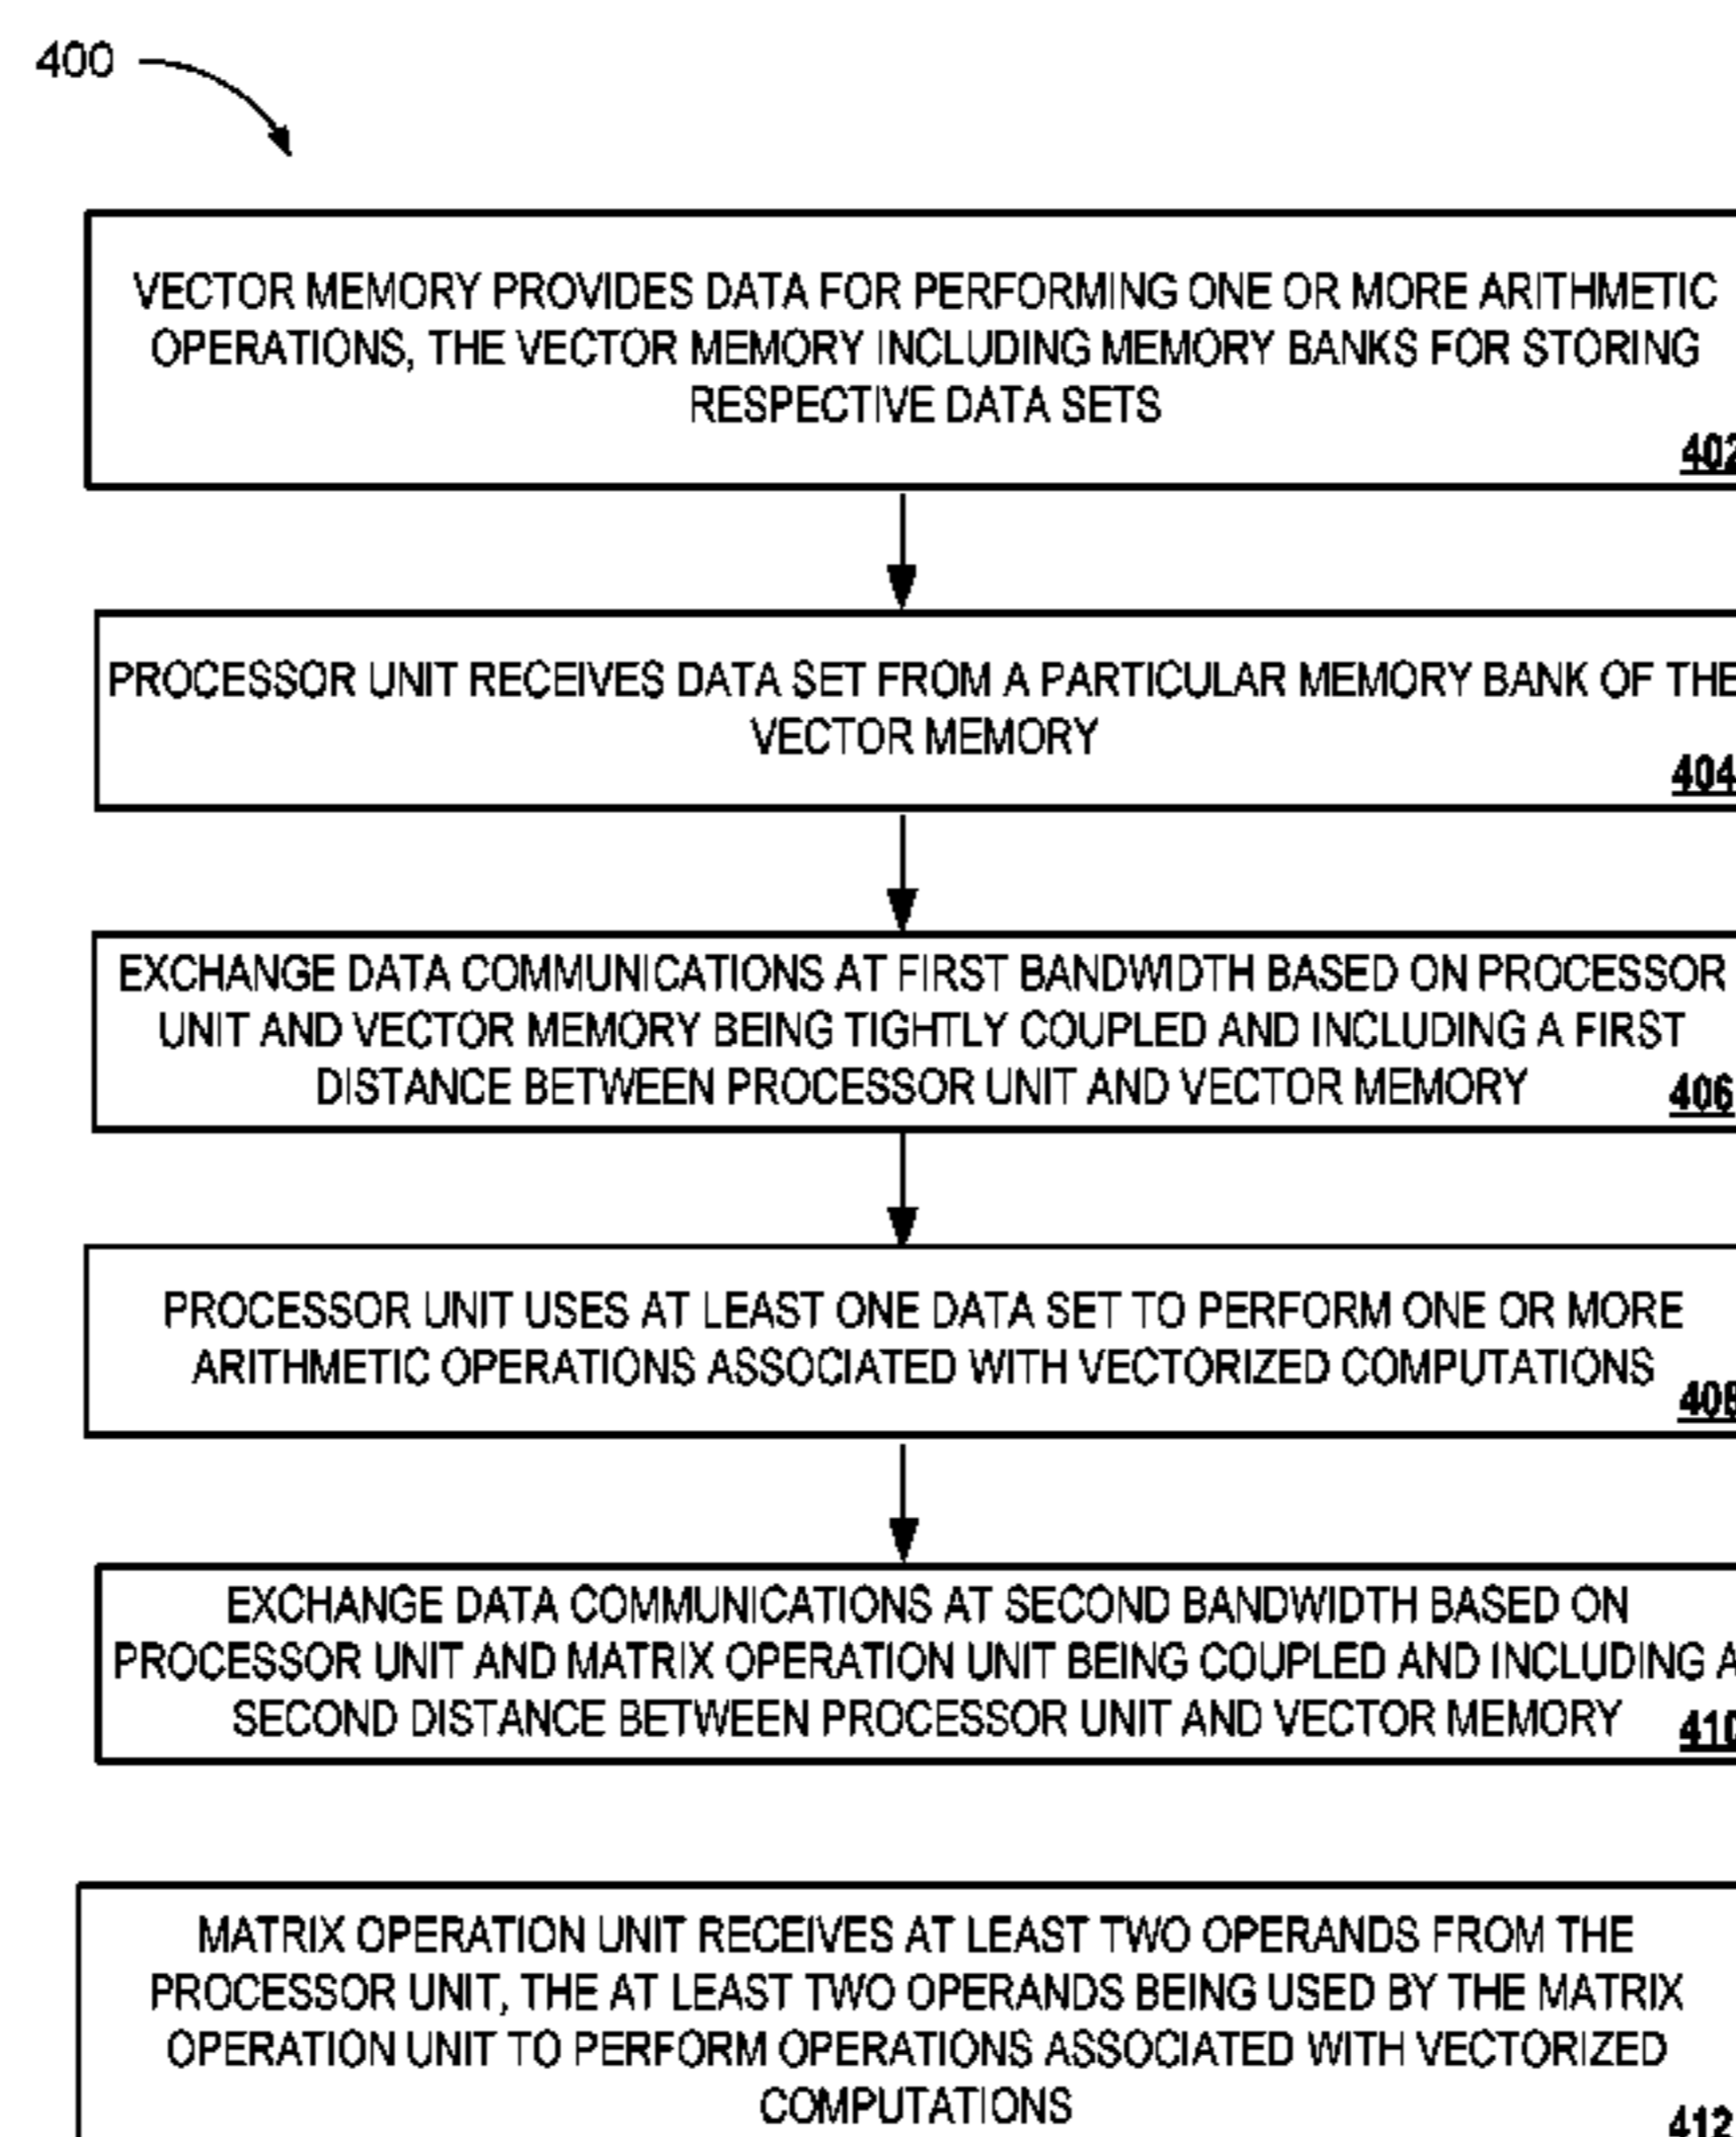 400
VECTOR MEMORY PROVIDES DATA FOR PERFORMING ONE OR MORE ARITHMETIC
OPERATIONS, THE VECTOR MEMORY INCLUDING MEMORY BANKS FOR STORING
RESPECTIVE DATA SETS
402
PROCESSOR UNIT RECEIVES DATA SET FROM A PARTICULAR MEMORY BANK OF THE
VECTOR MEMORY
404
EXCHANGE DATA COMMUNICATIONS AT FIRST BANDWIDTH BASED ON PROCESSOR
UNIT AND VECTOR MEMORY BEING TIGHTLY COUPLED AND INCLUDING A FIRST
DISTANCE BETWEEN PROCESSOR UNIT AND VECTOR MEMORY
406
PROCESSOR UNIT USES AT LEAST ONE DATA SET TO PERFORM ONE OR MORE
ARITHMETIC OPERATIONS ASSOCIATED WITH VECTORIZED COMPUTATIONS
408
EXCHANGE DATA COMMUNICATIONS AT SECOND BANDWIDTH BASED ON
PROCESSOR UNIT AND MATRIX OPERATION UNIT BEING COUPLED AND INCLUDING A
SECOND DISTANCE BETWEEN PROCESSOR UNIT AND VECTOR MEMORY
410
MATRIX OPERATION UNIT RECEIVES AT LEAST TWO OPERANDS FROM THE
PROCESSOR UNIT, THE AT LEAST TWO OPERANDS BEING USED BY THE MATRIX
OPERATION UNIT TO PERFORM OPERATIONS ASSOCIATED WITH VECTORIZED
COMPUTATIONS
412